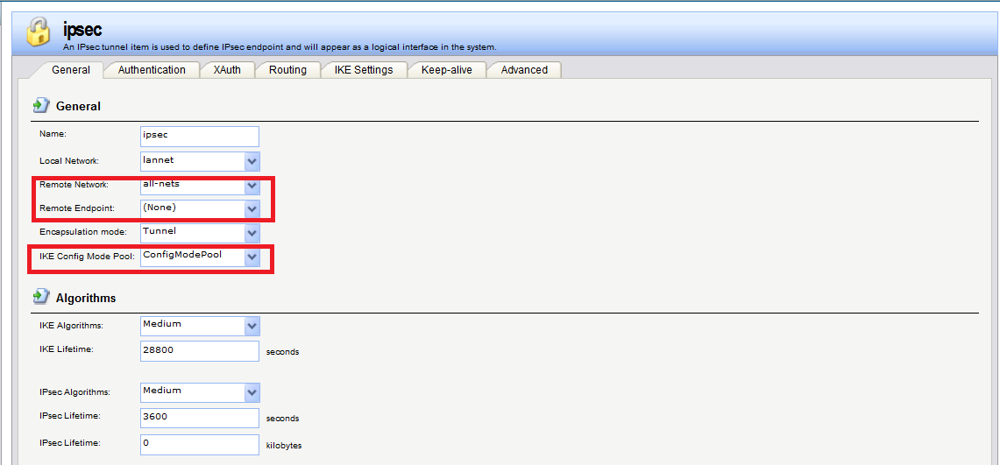 ipsec
An IPsec tunnel item is used to define IPsec endpoint and will appear as a logical interface in the system.
General Authentication XAuth Routing IKE Settings Keep-alive Advanced
General
Name: ipsec
Local Network: lannet
Remote Network: all-nets
Remote Endpoint: (None)
Encapsulation mode: Tunnel
IKE Config Mode Pool: ConfigModePool
Algorithms
IKE Algorithms: Medium
IKE Lifetime: 28800 seconds
IPsec Algorithms: Medium
IPsec Lifetime: 3600 seconds
IPsec Lifetime: 0 kilobytes